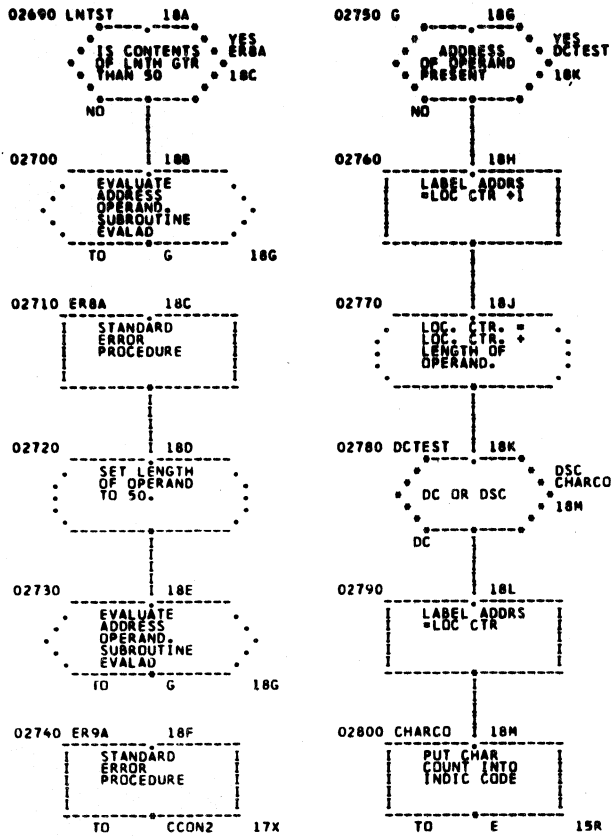 02690 LNTST 18A
IS CONTENTS
OF LNTH GTR
THAN 50
YES
ER8A
18C
NO
02700 18B
EVALUATE
ADDRESS
OPERAND.
SUBROUTINE
EVALAD
TO G 18G
02710 ER8A 18C
STANDARD
ERROR
PROCEDURE
02720 18D
SET LENGTH
OF OPERAND
TO 50.
02730 18E
EVALUATE
ADDRESS
OPERAND.
SUBROUTINE
EVALAD
TO G 18G
02740 ER9A 18F
STANDARD
ERROR
PROCEDURE
TO CCON2 17X
02750 G 18G
ADDRESS
OF OPERAND
PRESENT
YES
DCTEST
18K
NO
02760 18H
LABEL ADDRS
=LOC CTR +1
02770 18J
LOC. CTR. =
LOC. CTR. +
LENGTH OF
OPERAND.
02780 DCTEST 18K
DC OR DSC
DSC
CHARCO
18M
DC
02790 18L
LABEL ADDRS
=LOC CTR
02800 CHARCO 18M
PUT CHAR
COUNT INTO
INDIC CODE
TO E 15R